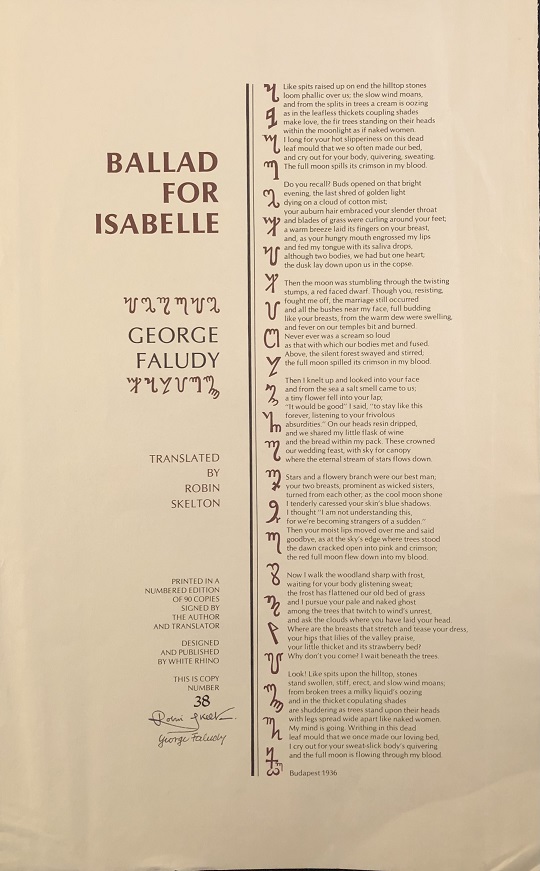 BALLAD
FOR
ISABELLE
GEORGE
FALUDY
TRANSLATED
BY
ROBIN
SKELTON
PRINTED IN A
NUMBERED EDITION
OF 90 COPIES
SIGNED BY
THE AUTHOR
AND TRANSLATOR
DESIGNED
AND PUBLISHED
BY WHITE RHINO
THIS IS COPY
NUMBER
38
Robin Skelton
George Faludy
Like spits raised up on end the hilltop stones
loom phallic over us; the slow wind moans,
and from the splits in trees a cream is oozing
as in the leafless thickets coupling shades
make love, the fir trees standing on their heads
within the moonlight as if naked women.
I long for your hot slipperiness on this dead
leaf mould that we so often made our bed,
and cry out for your body, quivering, sweating.
The full moon spills its crimson in my blood.
Do you recall? Buds opened on that bright
evening, the last shred of golden light
dying on a cloud of cotton mist;
your auburn hair embraced your slender throat
and blades of grass were curling around your feet;
a warm breeze laid its fingers on your breast,
and, as your hungry mouth engrossed my lips
and fed my tongue with its saliva drops,
although two bodies, we had but one heart;
the dusk lay down upon us in the copse.
Then the moon was stumbling through the twisting
stumps, a red faced dwarf. Though you, resisting,
fought me off, the marriage still occurred
and all the bushes near my face, full budding
like your breasts, from the warm dew were swelling,
and fever on our temples bit and burned.
Never ever was a scream so loud
as that with which our bodies met and fused.
Above, the silent forest swayed and stirred;
the full moon spilled its crimson in my blood.
Then I knelt up and looked into your face
and from the sea a salt smell came to us;
a tiny flower fell into your lap;
"It would be good" I said, "to stay like this
forever, listening to your frivolous
absurdities." On our heads resin dripped,
and we shared my little flask of wine
and the bread within my pack. These crowned
our wedding feast, with sky for canopy
where the eternal stream of stars flows down.
Stars and a flowery branch were our best man;
your two breasts, prominent as wicked sisters,
turned from each other; as the cool moon shone
I tenderly caressed your skin's blue shadows.
I thought "I am not understanding this,
for we're becoming strangers of a sudden."
Then your moist lips moved over me and said
goodbye, as at the sky's edge where trees stood
the dawn cracked open into pink and crimson;
the red full moon flew down into my blood.
Now I walk the woodland sharp with frost,
waiting for your body glistening sweat;
the frost has flattened our old bed of grass
and I pursue your pale and naked ghost
among the trees that twitch to wind's unrest,
and ask the clouds where you have laid your head.
Where are the breasts that stretch and tease your dress,
your hips that lilies of the valley praise,
your little thicket and its strawberry bed?
Why don't you come? I wait beneath the trees.
Look! Like spits upon the hilltop, stones
stand swollen, stiff, erect, and slow wind moans;
from broken trees a milky liquid's oozing
and in the thicket copulating shades
are shuddering as trees stand upon their heads
with legs spread wide apart like naked women.
My mind is going. Writhing in this dead
leaf mould that we once made our loving bed,
I cry out for your sweat-slick body's quivering
and the full moon is flowing through my blood.
Budapest 1936